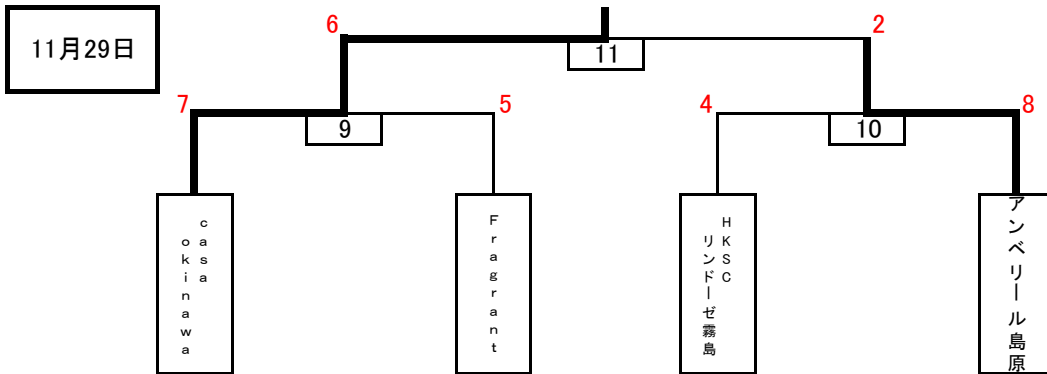 11月29日
6
2
11
7
5
4
8
9
10
casa
okinawa
Fragrant
HKSC
リンドーゼ霧島
アンベリール島原